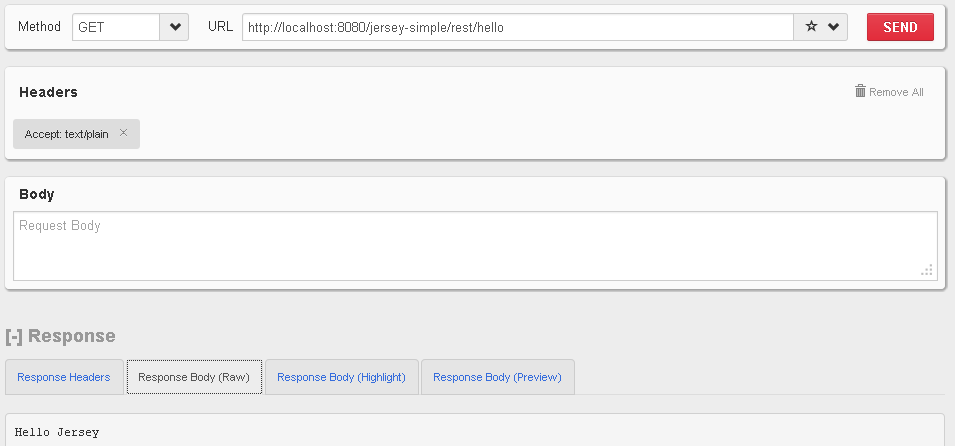 Method GET URL http://localhost:8080/jersey-simple/rest/hello SEND
Headers Remove All
Accept: text/plain ×
Body
Request Body
[-] Response
Response Headers Response Body (Raw) Response Body (Highlight) Response Body (Preview)
Hello Jersey